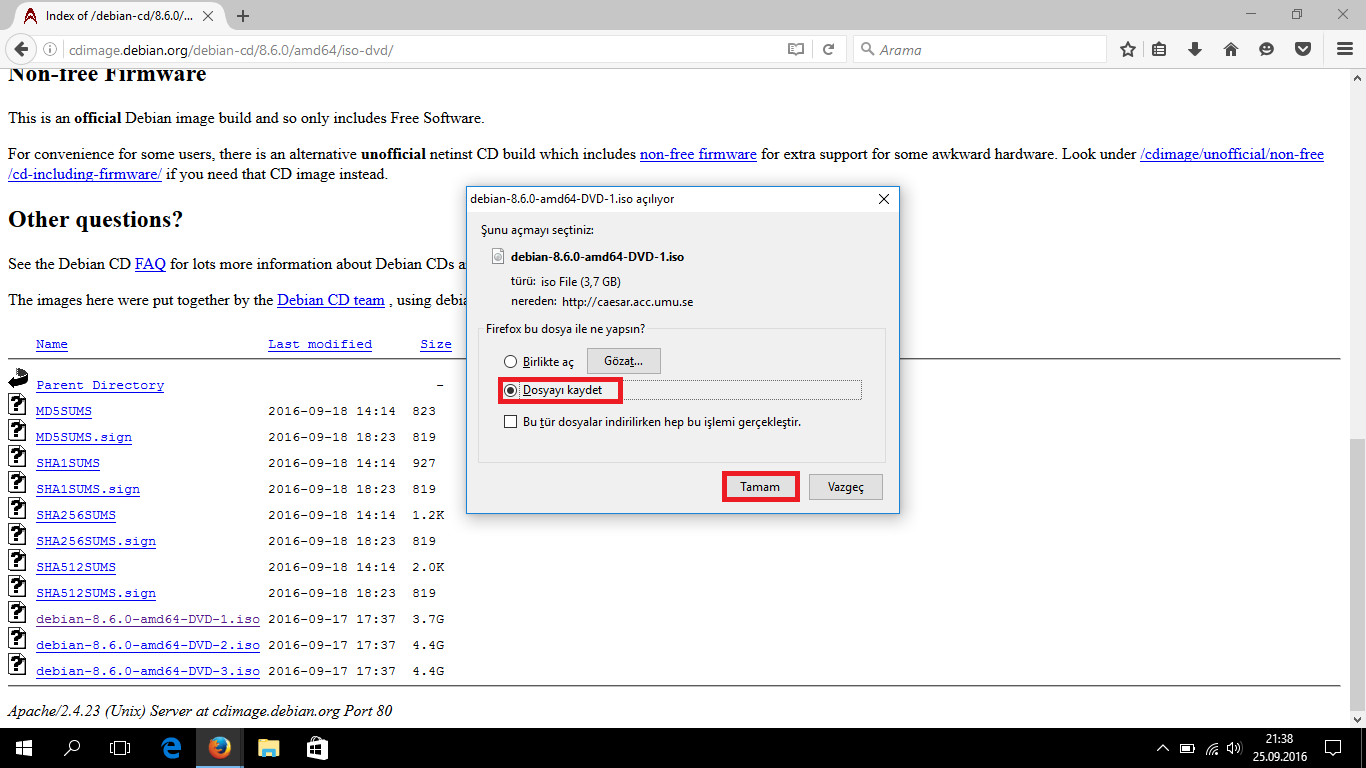 Index of /debian-cd/8.6.0/...
cdimage.debian.org/debian-cd/8.6.0/amd64/iso-dvd/
Arama
Non-free Firmware
This is an official Debian image build and so only includes Free Software.
For convenience for some users, there is an alternative unofficial netinst CD build which includes non-free firmware for extra support for some awkward hardware. Look under /cdimage/unofficial/non-free
/cd-including-firmware/ if you need that CD image instead.
Other questions?
See the Debian CD FAQ for lots more information about Debian CDs a
The images here were put together by the Debian CD team , using debia
Name Last modified Size
Parent Directory -
MD5SUMS 2016-09-18 14:14 823
MD5SUMS.sign 2016-09-18 18:23 819
SHA1SUMS 2016-09-18 14:14 927
SHA1SUMS.sign 2016-09-18 18:23 819
SHA256SUMS 2016-09-18 14:14 1.2K
SHA256SUMS.sign 2016-09-18 18:23 819
SHA512SUMS 2016-09-18 14:14 2.0K
SHA512SUMS.sign 2016-09-18 18:23 819
debian-8.6.0-amd64-DVD-1.iso 2016-09-17 17:37 3.7G
debian-8.6.0-amd64-DVD-2.iso 2016-09-17 17:37 4.4G
debian-8.6.0-amd64-DVD-3.iso 2016-09-17 17:37 4.4G
Apache/2.4.23 (Unix) Server at cdimage.debian.org Port 80
debian-8.6.0-amd64-DVD-1.iso açılıyor
Şunu açmayı seçtiniz:
debian-8.6.0-amd64-DVD-1.iso
türü: iso File (3,7 GB)
nereden: http://caesar.acc.umu.se
Firefox bu dosya ile ne yapsın?
Birlikte aç Gözat...
Dosyayı kaydet
Bu tür dosyalar indirilirken hep bu işlemi gerçekleştir.
Tamam Vazgeç
21:38
25.09.2016